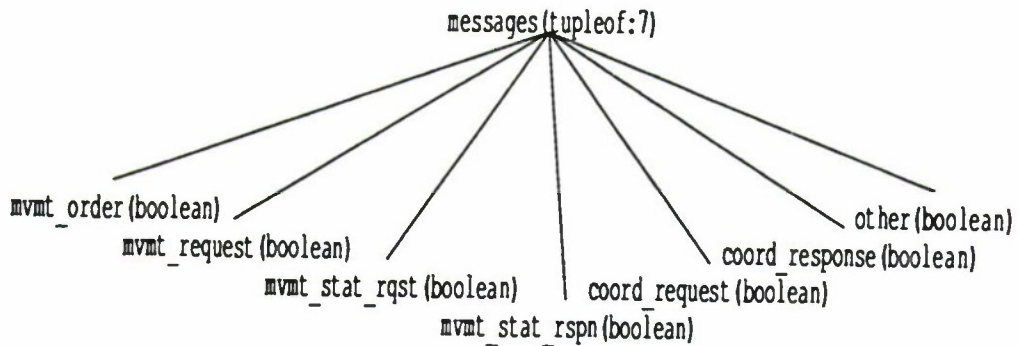 messages(tupleof:7)
mvmt_order(boolean)
mvmt_request(boolean)
mvmt_stat_rqst(boolean)
mvmt_stat_rspn(boolean)
coord_request(boolean)
coord_response(boolean)
other(boolean)